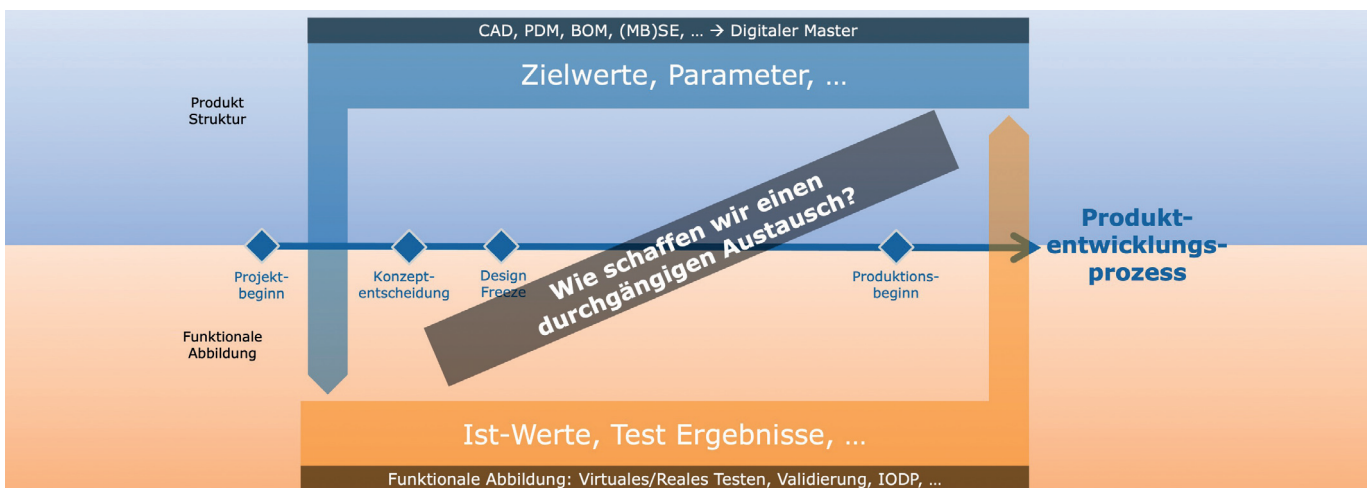 CAD, PDM, BOM, (MB)SE, … → Digitaler Master
Zielwerte, Parameter, …
Produkt
Struktur
Wie schaffen wir einen
durchgängigen Austausch?
Produkt-
entwicklungs-
prozess
Projekt-
beginn
Konzept-
entscheidung
Design
Freeze
Produktions-
beginn
Funktionale
Abbildung
Ist-Werte, Test Ergebnisse, …
Funktionale Abbildung: Virtuales/Reales Testen, Validierung, IODP, …